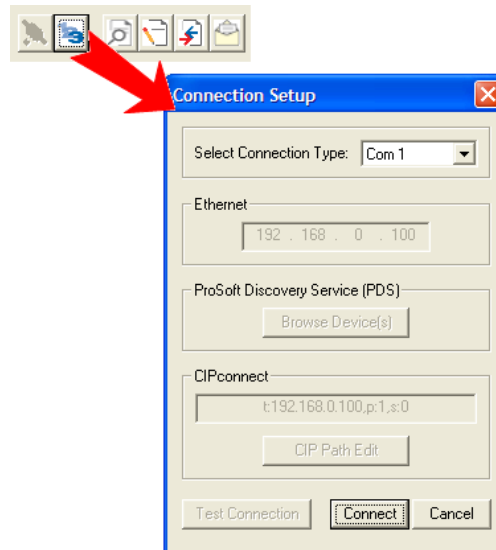 Connection Setup
Select Connection Type: Com 1
Ethernet
192 . 168 . 0 . 100
ProSoft Discovery Service (PDS)
Browse Device(s)
CIPconnect
t:192.168.0.100,p:1,s:0
CIP Path Edit
Test Connection Connect Cancel